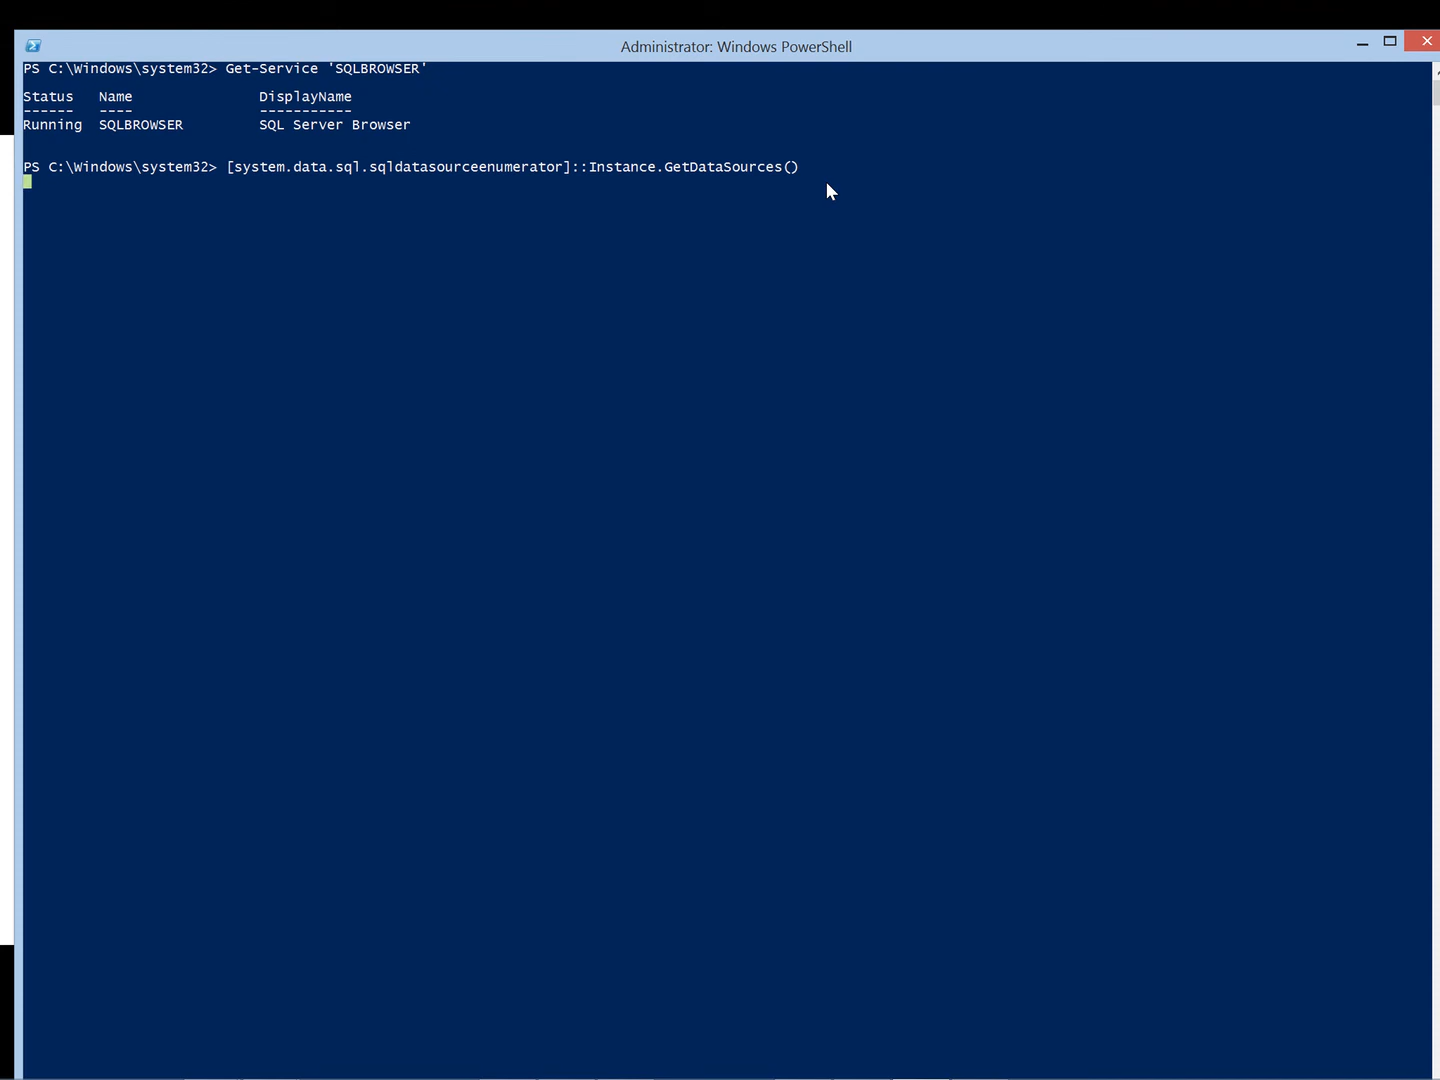 Administrator: Windows PowerShell
PS C:\Windows\system32> Get-Service 'SQLBROWSER'
Status   Name               DisplayName
------   ----               -----------
Running  SQLBROWSER         SQL Server Browser
PS C:\Windows\system32> [system.data.sql.sqldatasourceenumerator]::Instance.GetDataSources()